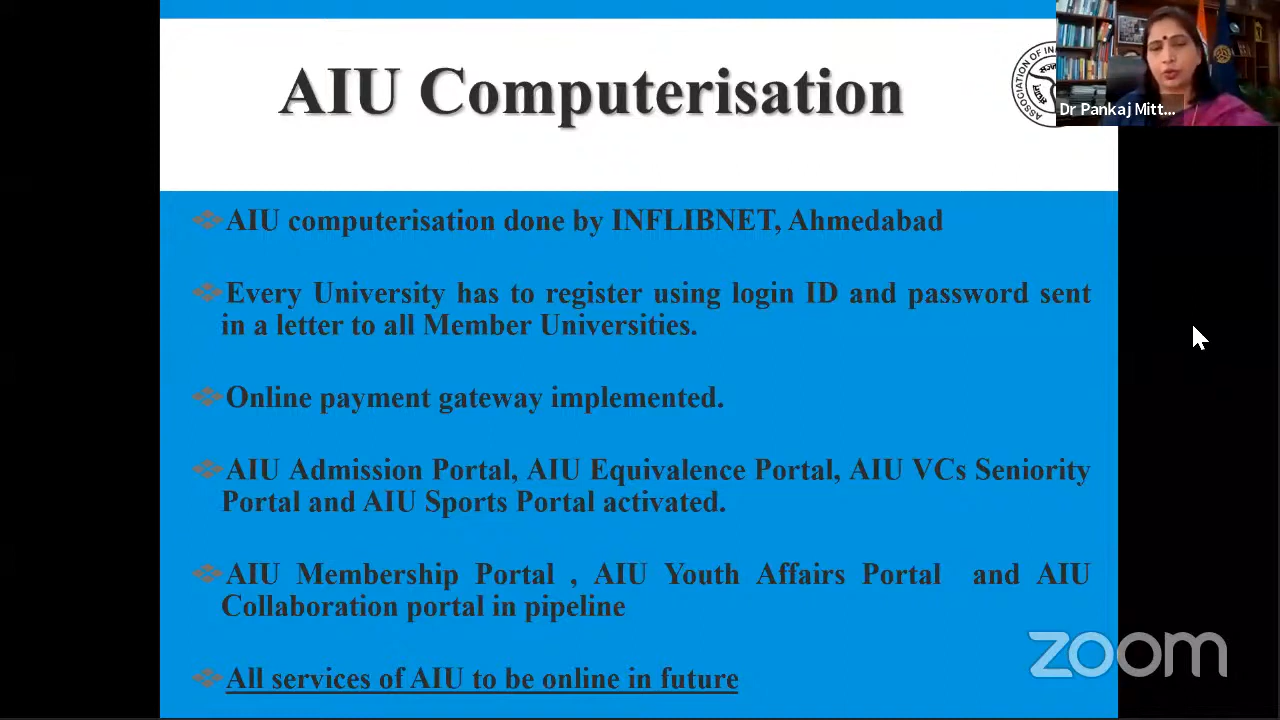 AIU Computerisation
ASSOCIATION OF IN
Dr Pankaj Mitt...
AIU computerisation done by INFLIBNET, Ahmedabad
Every University has to register using login ID and password sent
in a letter to all Member Universities.
Online payment gateway implemented.
AIU Admission Portal, AIU Equivalence Portal, AIU VCs Seniority
Portal and AIU Sports Portal activated.
AIU Membership Portal , AIU Youth Affairs Portal and AIU
Collaboration portal in pipeline
All services of AIU to be online in future
zoom